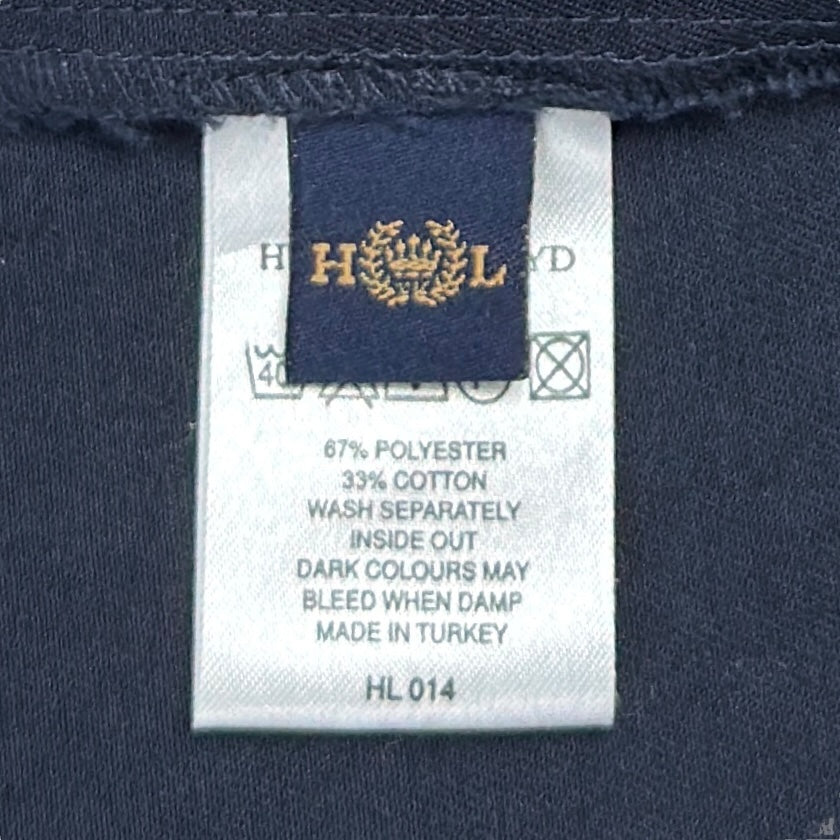 H L
40
67% POLYESTER
33% COTTON
WASH SEPARATELY
INSIDE OUT
DARK COLOURS MAY
BLEED WHEN DAMP
MADE IN TURKEY
HL 014